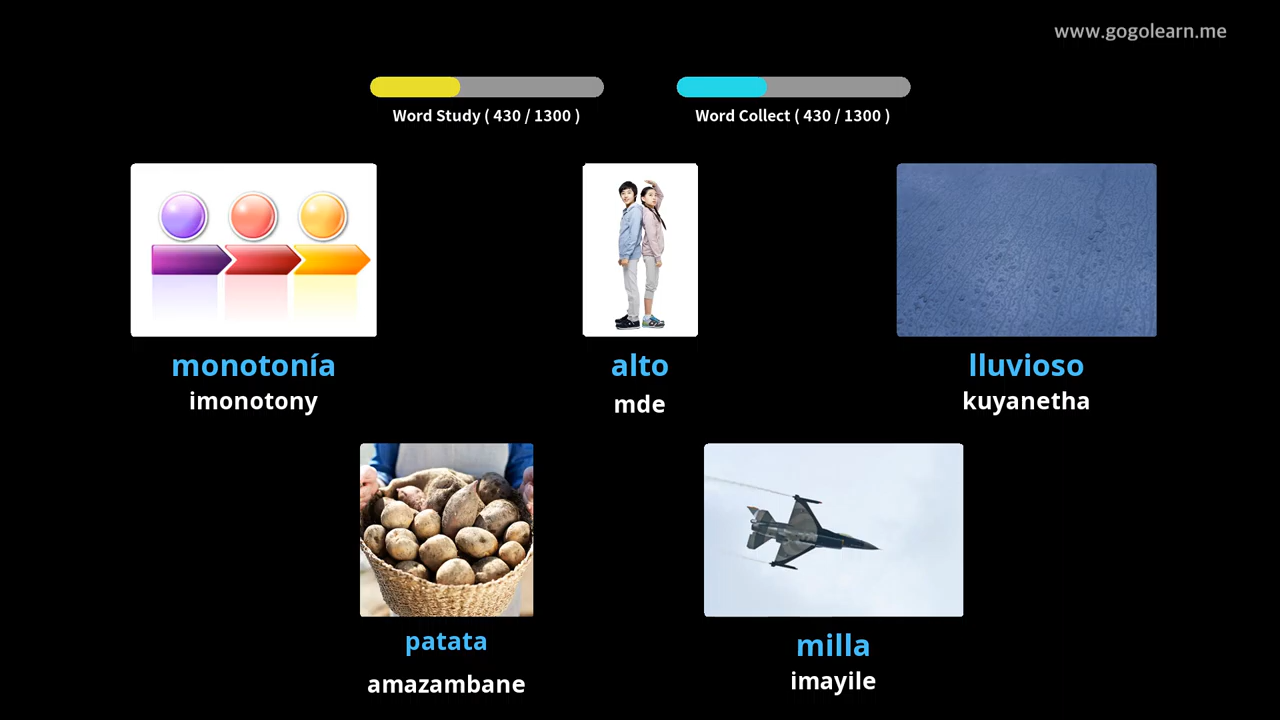 www.gogolearn.me
Word Study ( 430 / 1300 )
Word Collect ( 430 / 1300 )
monotonía
imonotony
alto
mde
lluvioso
kuyanetha
patata
amazambane
milla
imayile